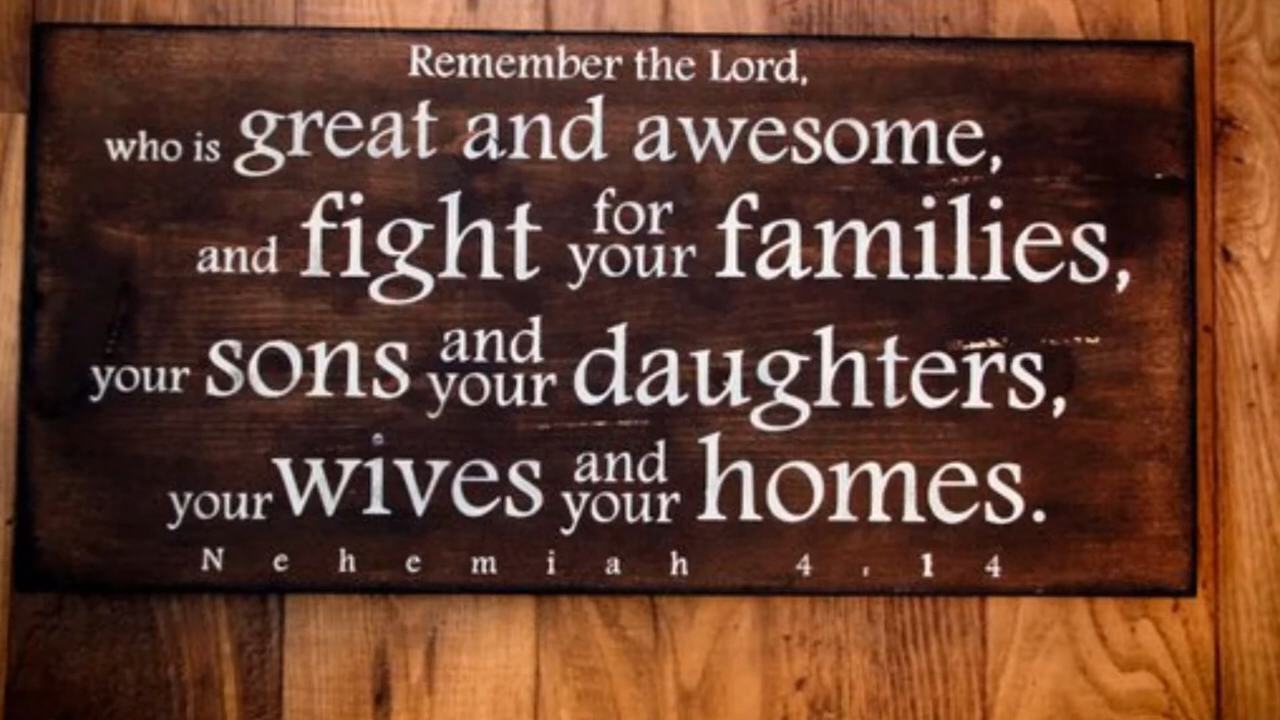 Remember the Lord,
who is great and awesome,
and fight for your families,
your sons and your daughters,
your wives and your homes.
Nehemiah 4.14